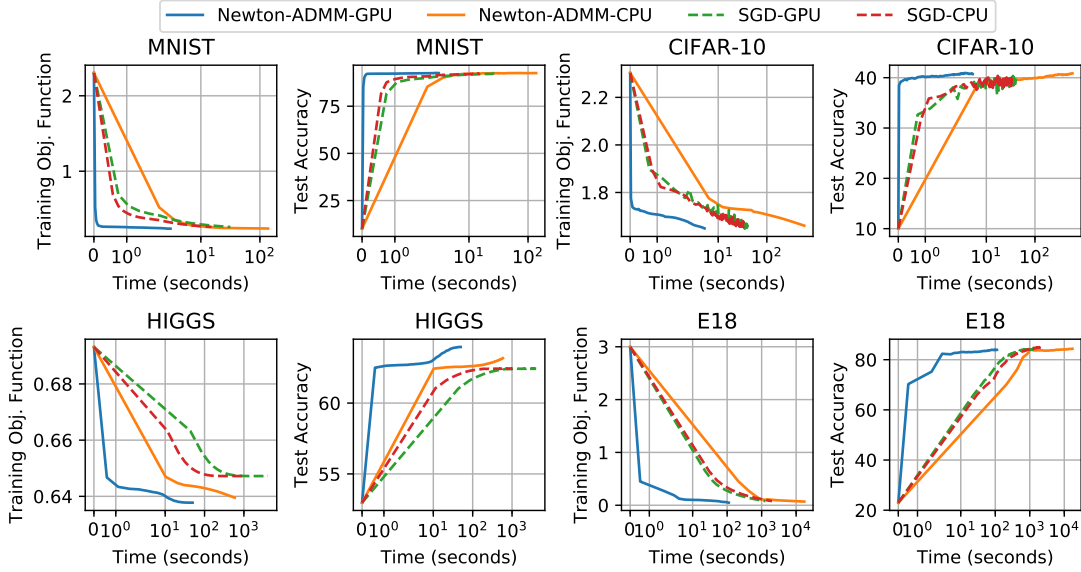 Newton-ADMM-GPU Newton-ADMM-CPU SGD-GPU SGD-CPU
MNIST MNIST CIFAR-10 CIFAR-10
Training Obj. Function
2
1
0 10^0 10^1 10^2
Time (seconds)
Test Accuracy
75
50
25
0 10^0 10^1 10^2
Time (seconds)
Training Obj. Function
2.2
2.0
1.8
0 10^0 10^1 10^2
Time (seconds)
Test Accuracy
40
30
20
10
0 10^0 10^1 10^2
Time (seconds)
HIGGS HIGGS E18 E18
Training Obj. Function
0.68
0.66
0.64
0 10^0 10^1 10^2 10^3
Time (seconds)
Test Accuracy
60
55
0 10^0 10^1 10^2 10^3
Time (seconds)
Training Obj. Function
3
2
1
0
0 10^0 10^1 10^2 10^3 10^4
Time (seconds)
Test Accuracy
80
60
40
20
0 10^0 10^1 10^2 10^3 10^4
Time (seconds)